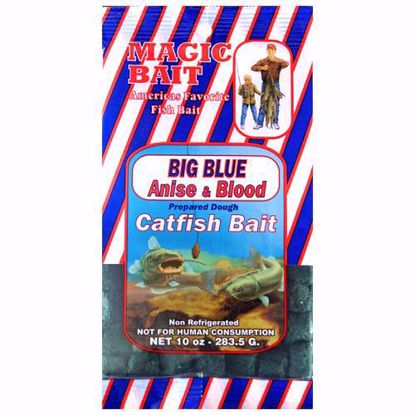 MAGIC
BAIT
Americas Favorite
Fish Bait
BIG BLUE
Anise & Blood
Prepared Dough
Catfish Bait
Non Refrigerated
NOT FOR HUMAN CONSUMPTION
NET 10 oz - 283.5 G.